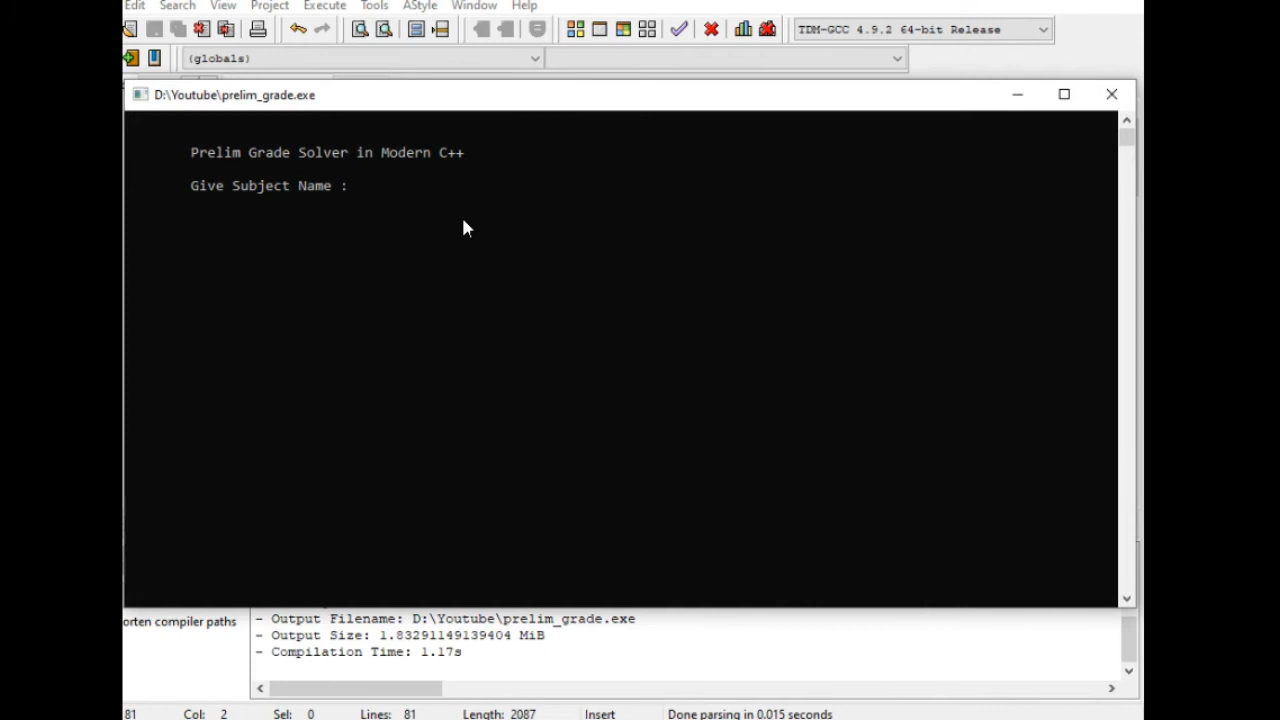 Edit Search View Project Execute Tools AStyle Window Help
TDM-GCC 4.9.2 64-bit Release
(globals)
D:\Youtube\prelim_grade.exe
Prelim Grade Solver in Modern C++
Give Subject Name :
orten compiler paths
- Output Filename: D:\Youtube\prelim_grade.exe
- Output Size: 1.83291149139404 MiB
- Compilation Time: 1.17s
81 Col: 2 Sel: 0 Lines: 81 Length: 2087 Insert Done parsing in 0.015 seconds